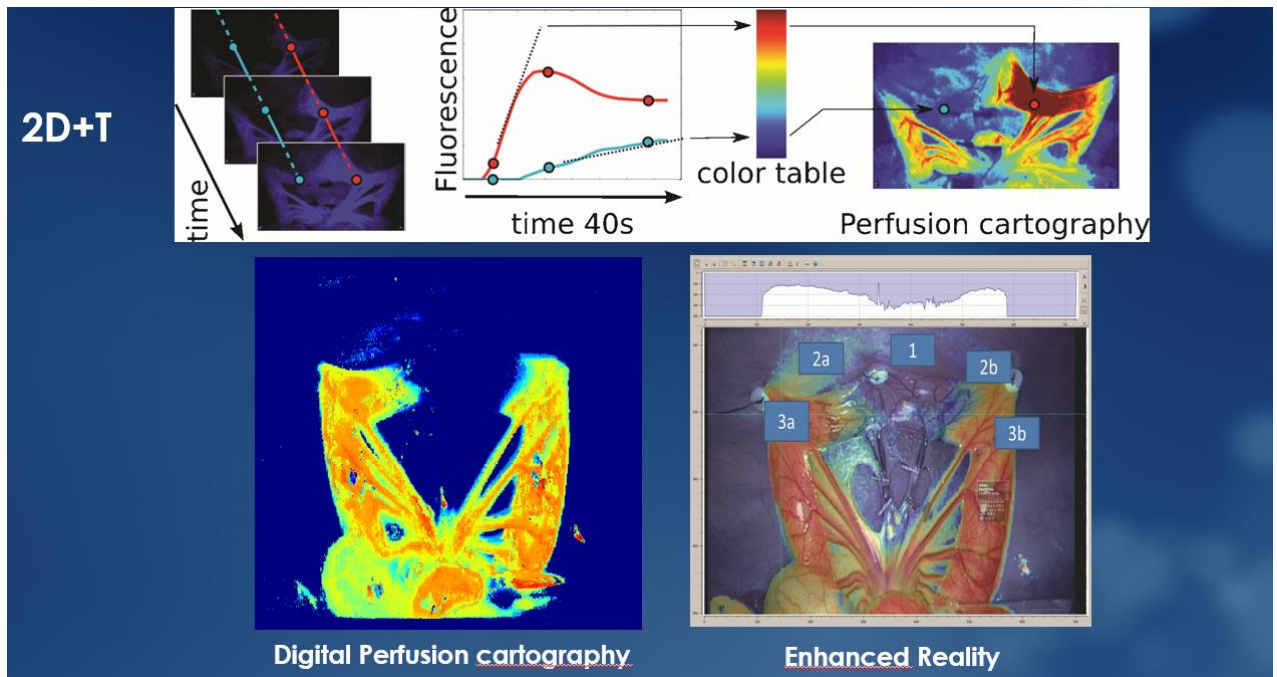 2D+T
time
Fluorescence
time 40s
color table
Perfusion cartography
1
2a
2b
3a
3b
Digital Perfusion cartography
Enhanced Reality